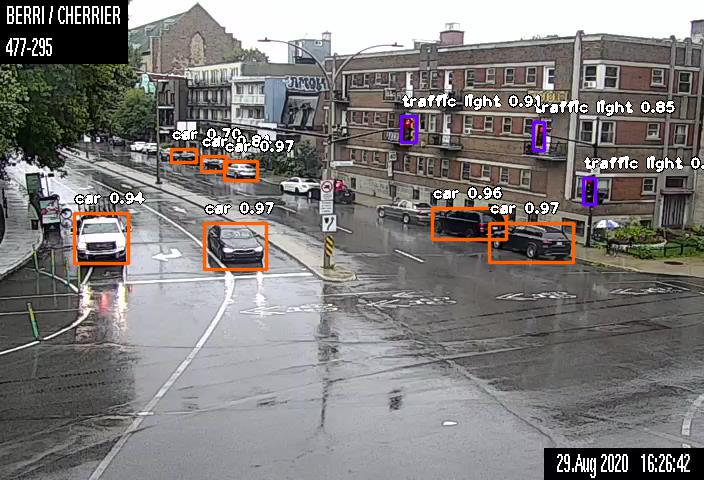 BERRI / CHERRIER
477-295
traffic light 0.91
traffic light 0.85
car 0.70
car 0.97
traffic light 0.
car 0.94
car 0.97
car 0.96
car 0.97
29.Aug 2020 16:26:42